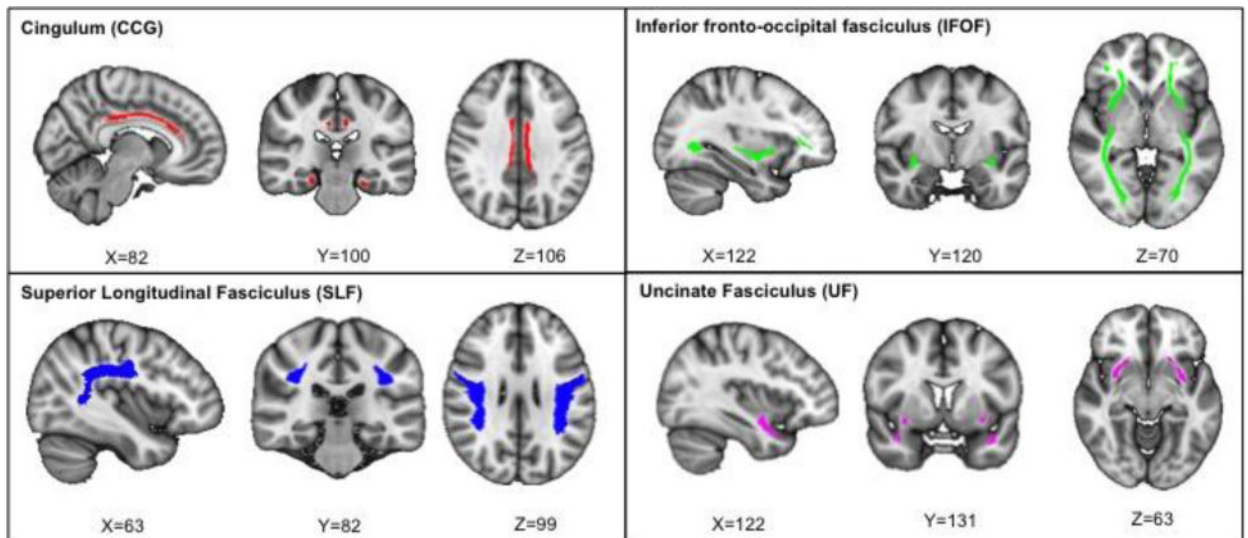 Cingulum (CCG)
X=82 Y=100 Z=106
Inferior fronto-occipital fasciculus (IFOF)
X=122 Y=120 Z=70
Superior Longitudinal Fasciculus (SLF)
X=63 Y=82 Z=99
Uncinate Fasciculus (UF)
X=122 Y=131 Z=63